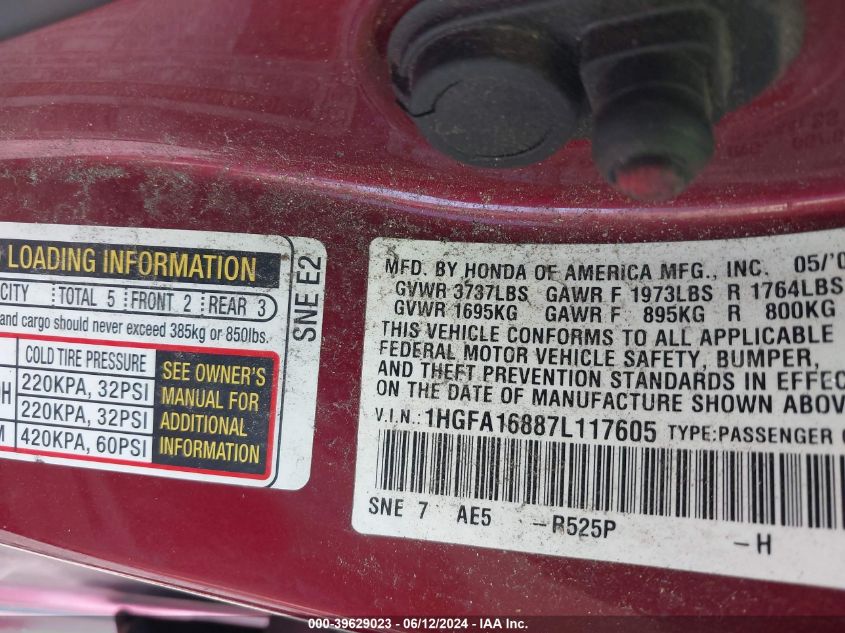 LOADING INFORMATION
CITY TOTAL 5 FRONT 2 REAR 3
and cargo should never exceed 385kg or 850lbs.
COLD TIRE PRESSURE
220KPA, 32PSI
220KPA, 32PSI
420KPA, 60PSI
SEE OWNER'S
MANUAL FOR
ADDITIONAL
INFORMATION
SNE E2
MFD. BY HONDA OF AMERICA MFG., INC. 05/'0
GVWR 3737LBS GAWR F 1973LBS R 1764LBS
GVWR 1695KG GAWR F 895KG R 800KG
THIS VEHICLE CONFORMS TO ALL APPLICABLE
FEDERAL MOTOR VEHICLE SAFETY, BUMPER,
AND THEFT PREVENTION STANDARDS IN EFFEC
ON THE DATE OF MANUFACTURE SHOWN ABOV
V.I.N.: 1HGFA16887L117605 TYPE:PASSENGER
SNE 7 AE5 -R525P -H
000-39629023 - 06/12/2024 - © IAA Inc.